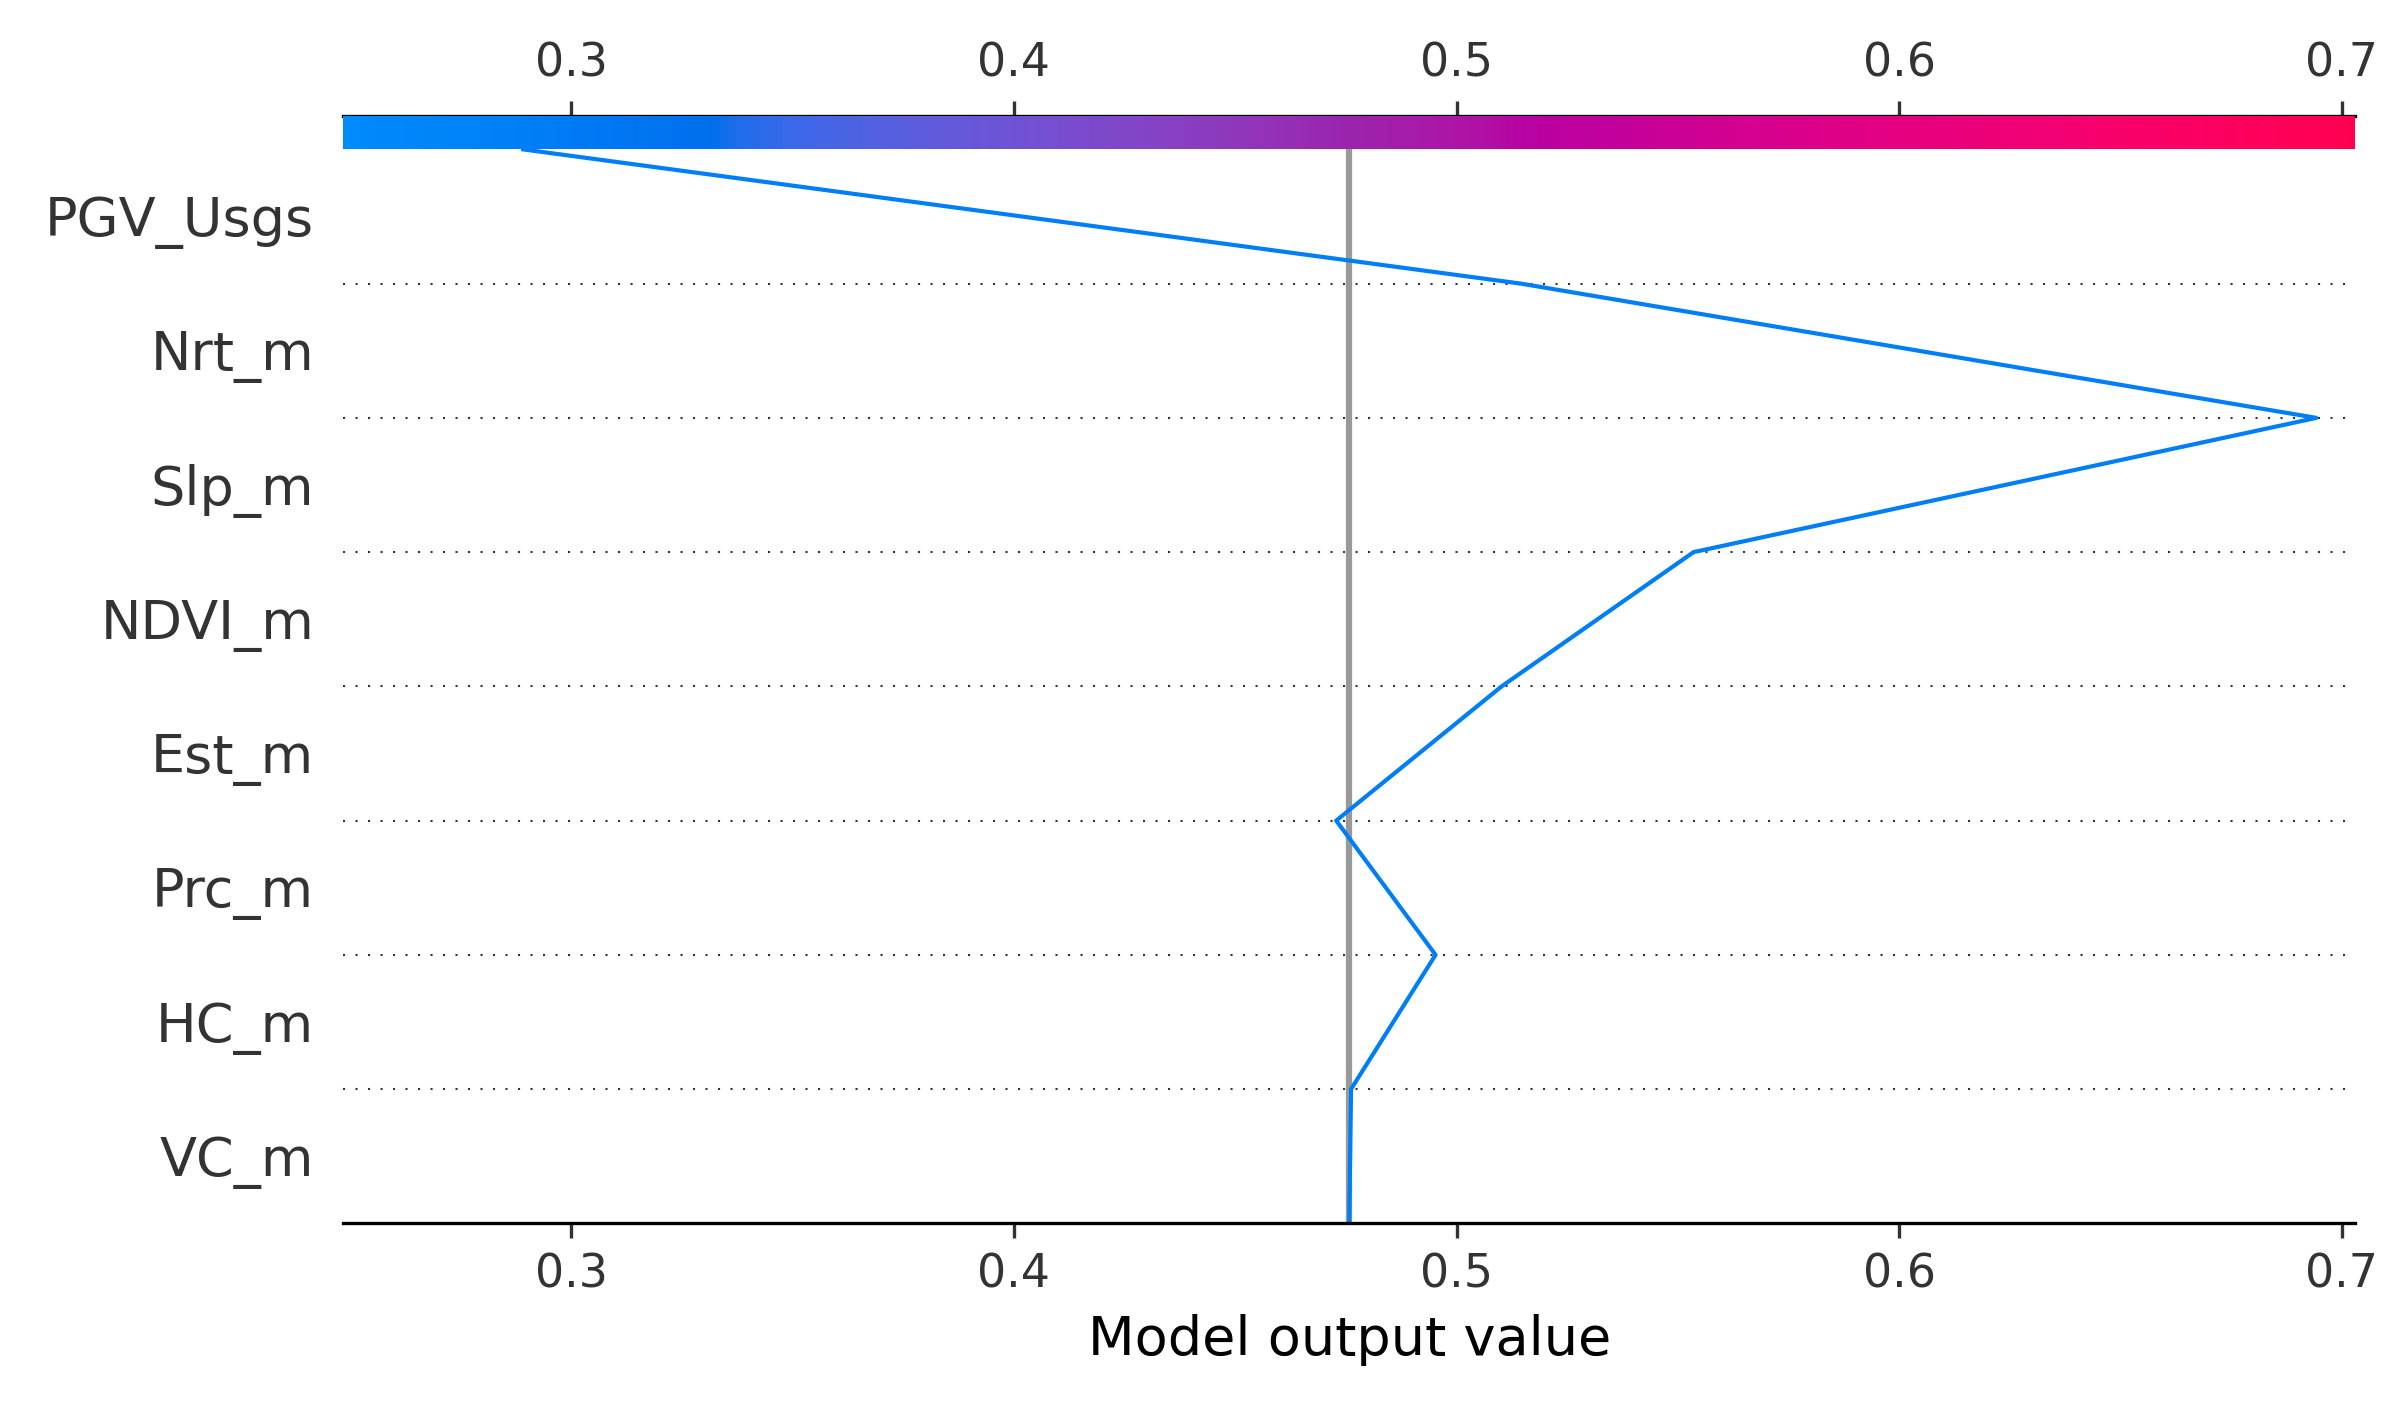 0.3 0.4 0.5 0.6 0.7
PGV_Usgs
Nrt_m
Slp_m
NDVI_m
Est_m
Prc_m
HC_m
VC_m
0.3 0.4 0.5 0.6 0.7
Model output value